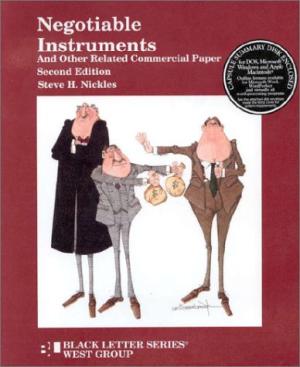 Negotiable
Instruments
And Other Related Commercial Paper
Second Edition
Steve H. Nickles
CAPSULE SUMMARY DISK ENCLOSED
for DOS, Microsoft®
Windows and Apple
Macintosh®
BLACK LETTER SERIES®
WEST GROUP